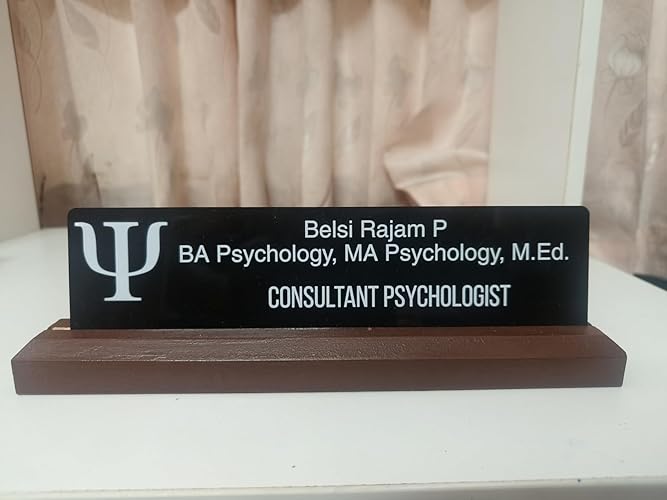 Ψ
Belsi Rajam P
BA Psychology, MA Psychology, M.Ed.
CONSULTANT PSYCHOLOGIST